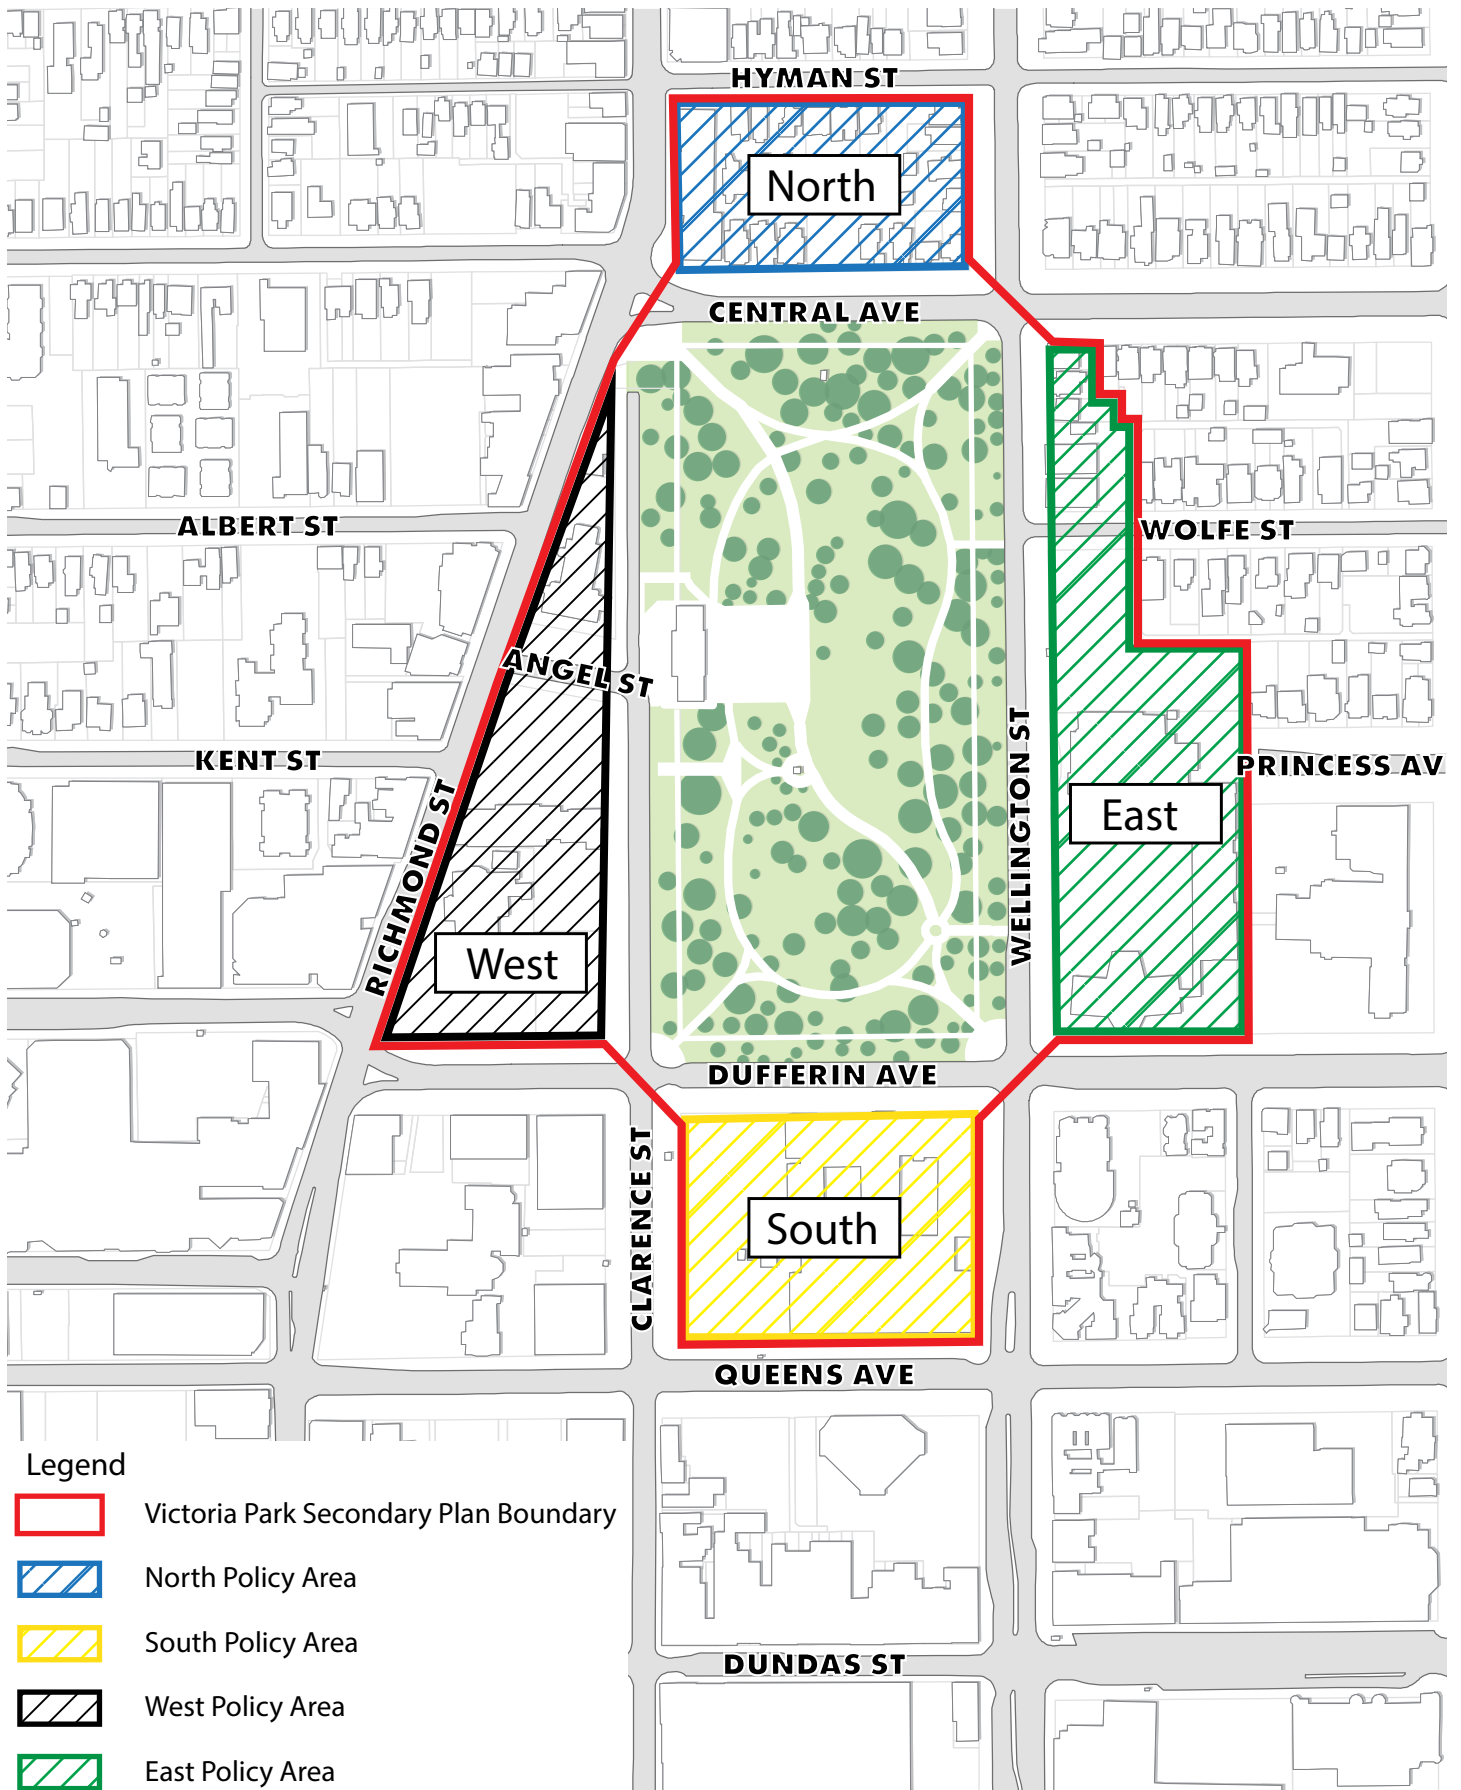 HYMAN ST
North
CENTRAL AVE
ALBERT ST
WOLFE ST
ANGEL ST
KENT ST
WELLINGTON ST
PRINCESS AV
East
RICHMOND ST
West
DUFFERIN AVE
CLARENCE ST
South
QUEENS AVE
Legend
Victoria Park Secondary Plan Boundary
North Policy Area
South Policy Area
DUNDAS ST
West Policy Area
East Policy Area